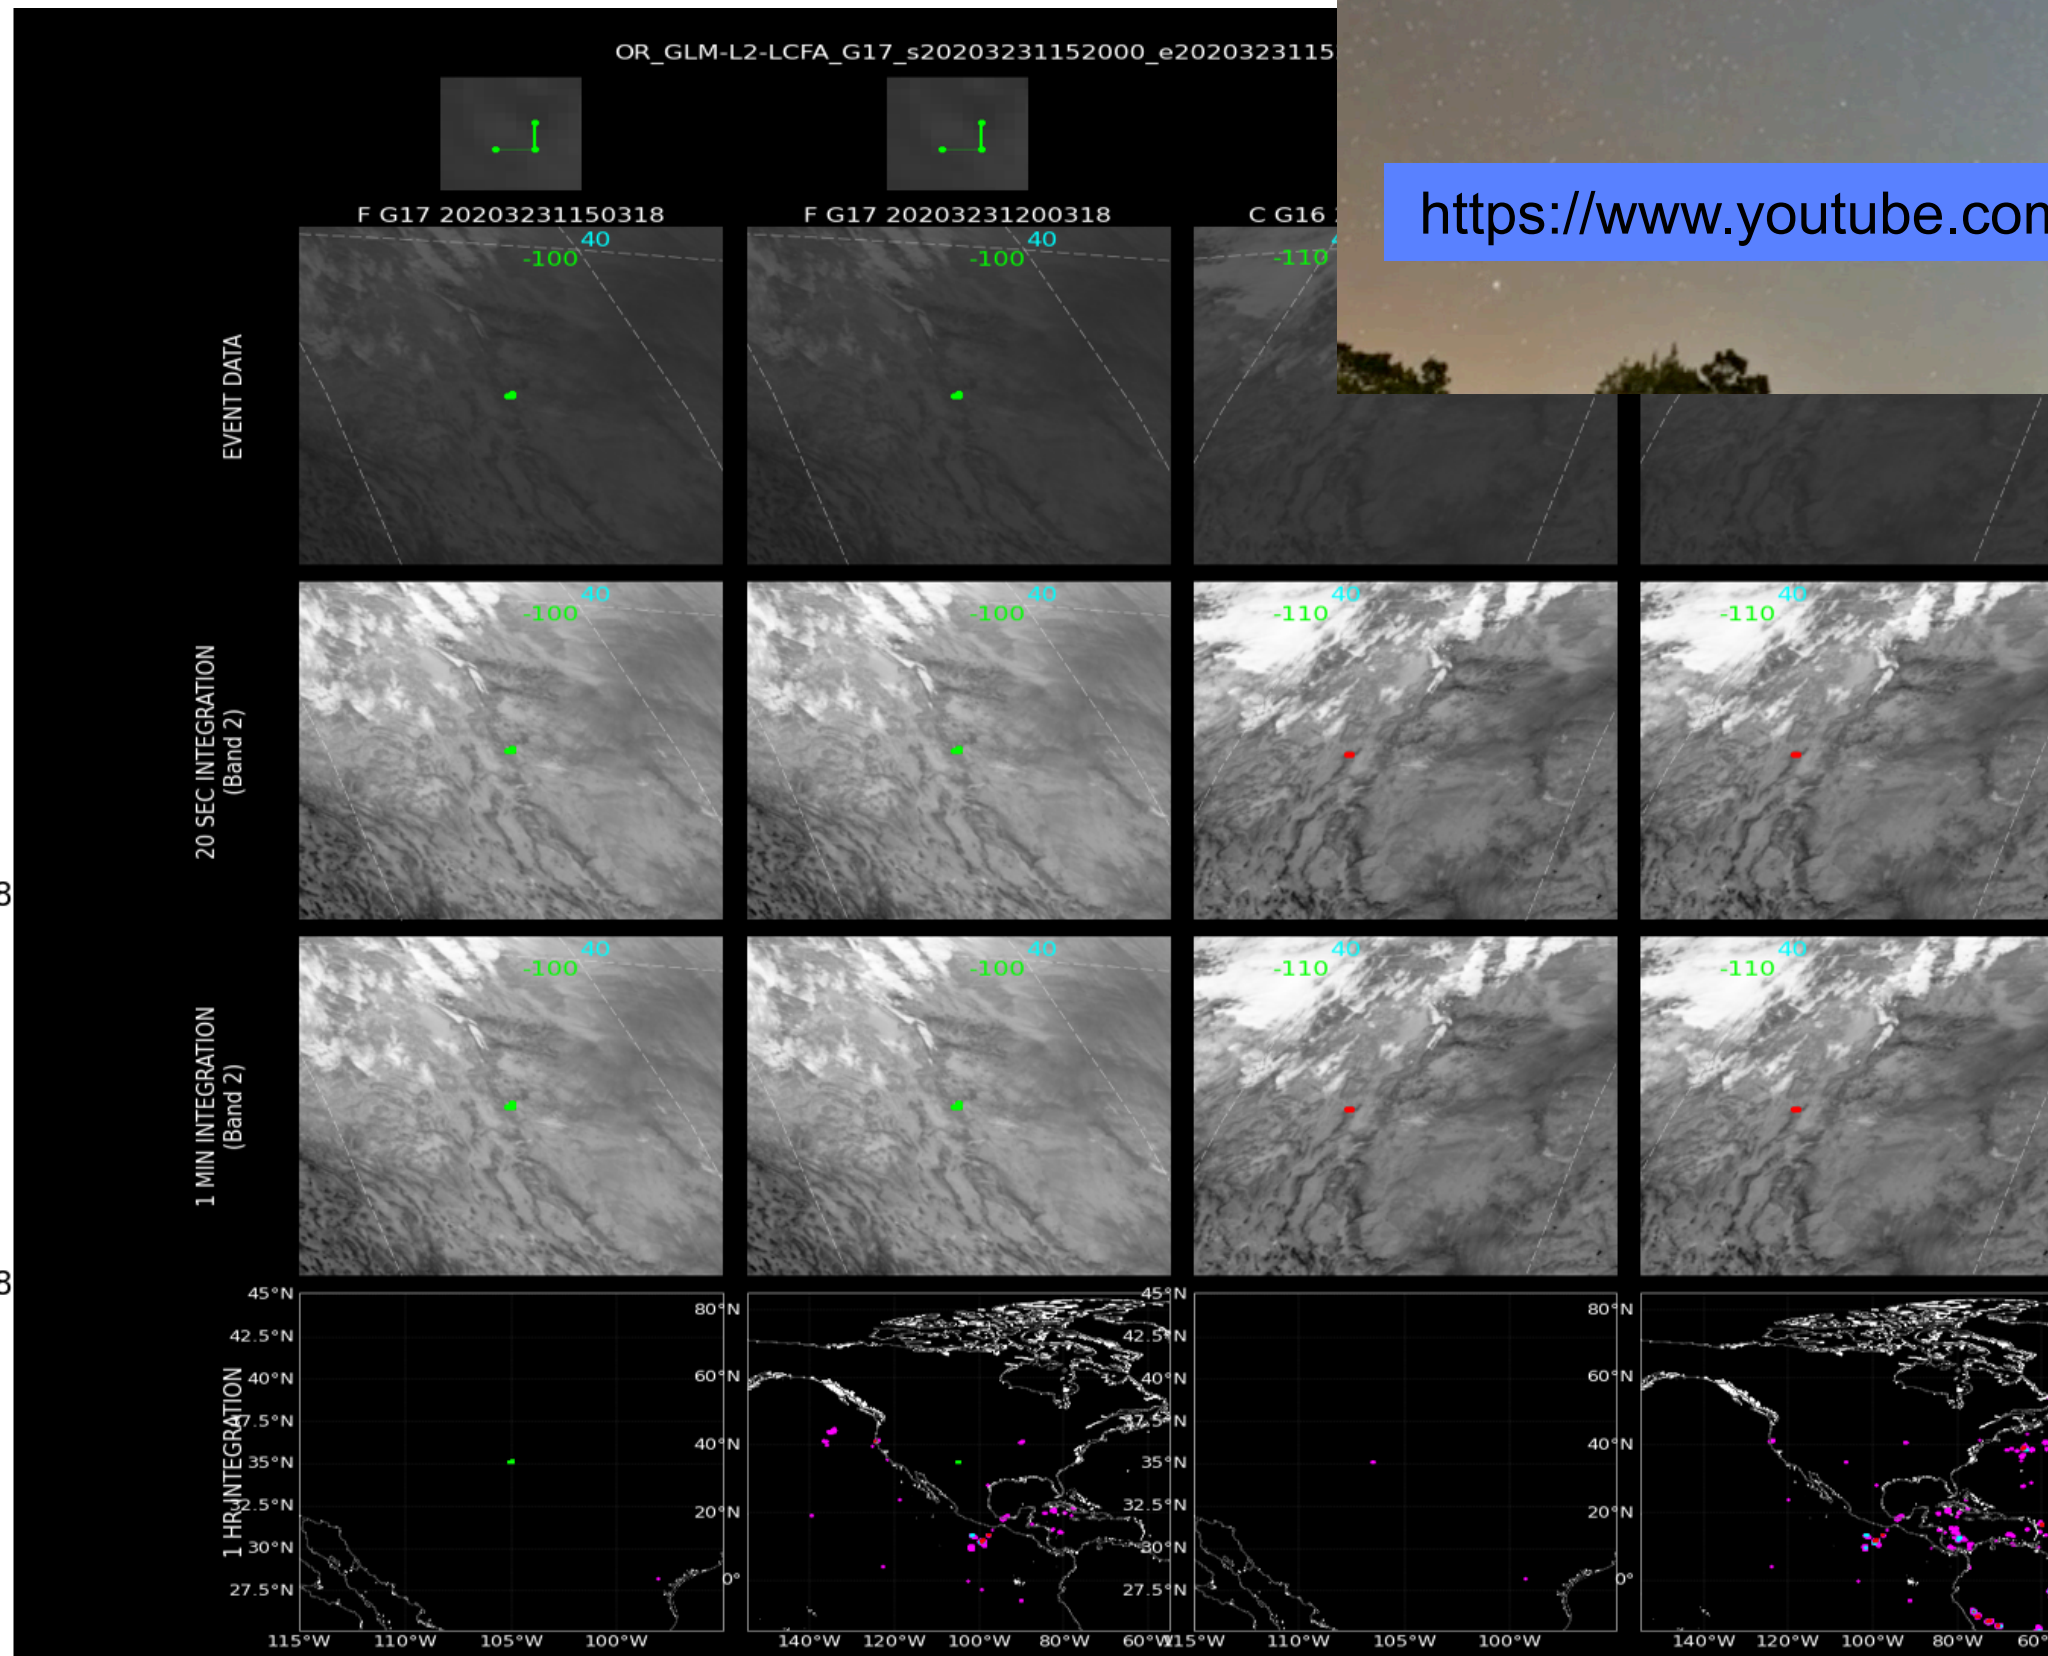 OR_GLM-L2-LCFA_G17_s20203231152000_e2020323115
https://www.youtube.com
F G17 20203231150318
F G17 20203231200318
C G16
40
-100
40
-100
-110
EVENT DATA
40
-100
40
-100
40
-110
40
-110
20 SEC INTEGRATION
(Band 2)
8
40
-100
40
-100
40
-110
40
-110
1 MIN INTEGRATION
(Band 2)
8
1 HR INTEGRATION
45°N
42.5°N
40°N
37.5°N
35°N
32.5°N
30°N
27.5°N
115°W 110°W 105°W 100°W
80°N
60°N
40°N
20°N
0°
140°W 120°W 100°W 80°W 60°W
45°N
42.5°N
40°N
37.5°N
35°N
32.5°N
30°N
27.5°N
115°W 110°W 105°W 100°W
80°N
60°N
40°N
20°N
0°
140°W 120°W 100°W 80°W 60°